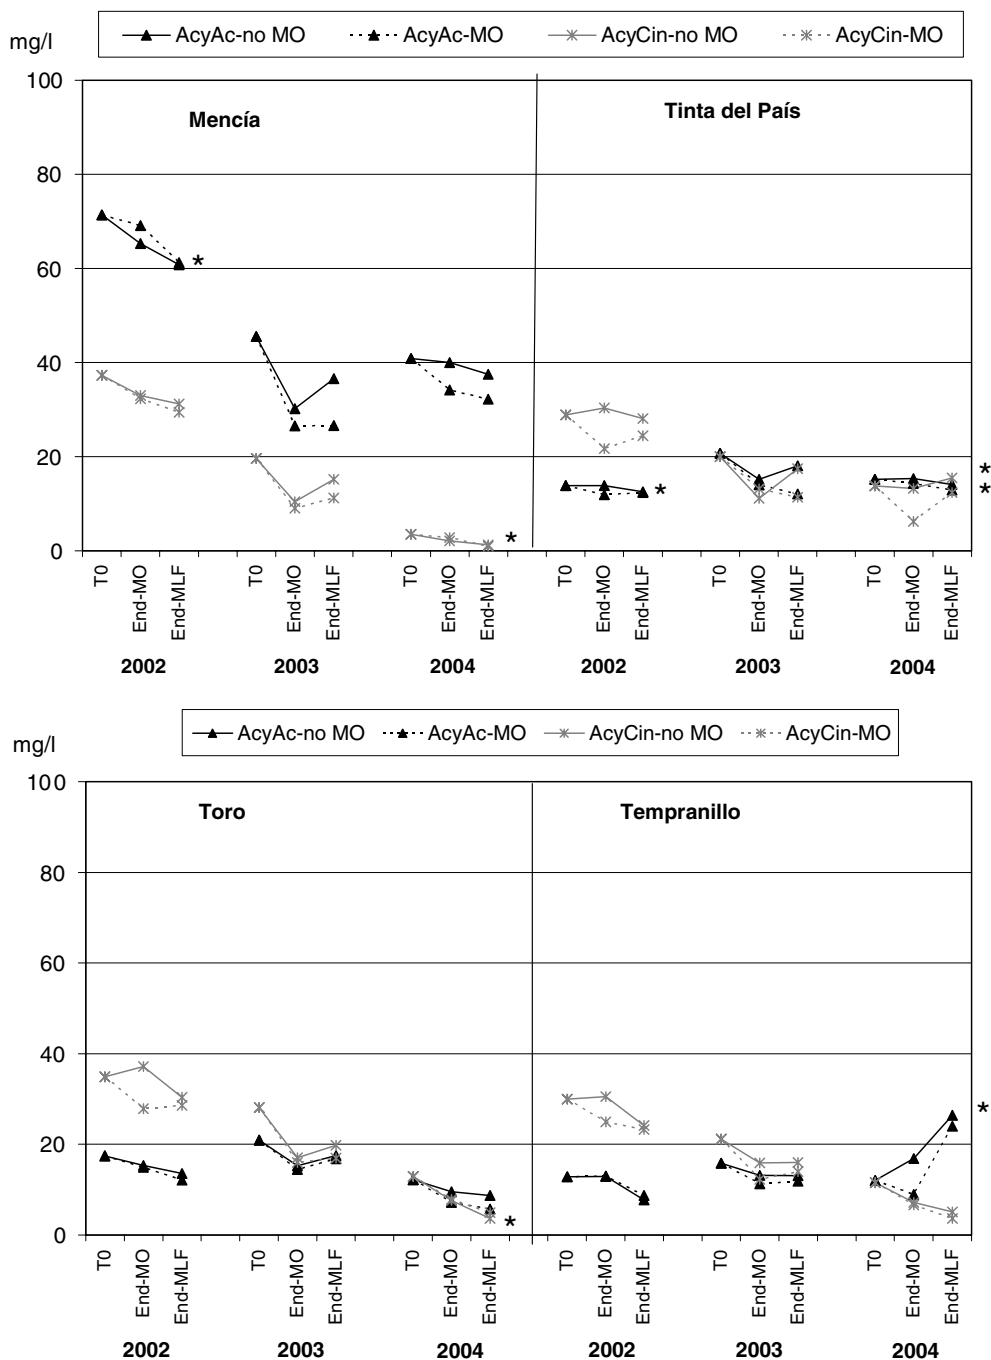 AcyAc-no MO AcyAc-MO AcyCin-no MO AcyCin-MO
mg/l
100
80
60
40
20
0
Mencía
Tinta del País
*
*
*
*
*
T0 End-MO End-MLF T0 End-MO End-MLF T0 End-MO End-MLF T0 End-MO End-MLF T0 End-MO End-MLF T0 End-MO End-MLF
2002 2003 2004 2002 2003 2004
AcyAc-no MO AcyAc-MO AcyCin-no MO AcyCin-MO
mg/l
100
80
60
40
20
0
Toro
Tempranillo
*
*
T0 End-MO End-MLF T0 End-MO End-MLF T0 End-MO End-MLF T0 End-MO End-MLF T0 End-MO End-MLF T0 End-MO End-MLF
2002 2003 2004 2002 2003 2004